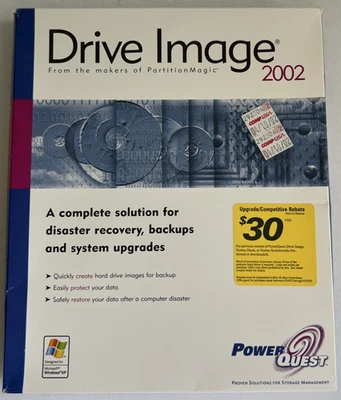 Drive Image®
From the makers of PartitionMagic®
2002
COMPUSA
A complete solution for
disaster recovery, backups
and system upgrades
Upgrade/Competitive Rebate
$30
Quickly create hard drive images for backup
Easily protect your data
Safely restore your data after a computer disaster
Designed for
Microsoft®
Windows® XP
POWERQUEST®
PROVEN SOLUTIONS FOR STORAGE MANAGEMENT